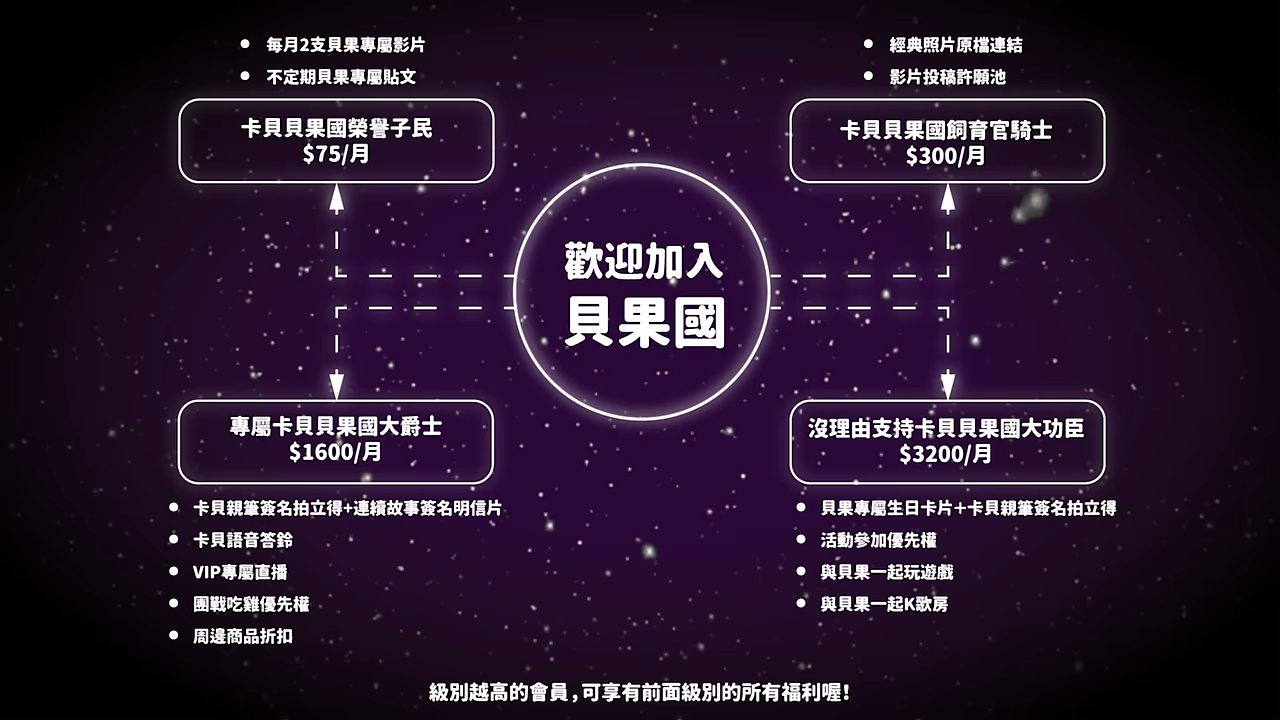 每月2支貝果專屬影片
不定期貝果專屬貼文
卡貝貝果國榮譽子民
$75/月
經典照片原檔連結
影片投稿許願池
卡貝貝果國飼育官騎士
$300/月
歡迎加入
貝果國
專屬卡貝貝果國大爵士
$1600/月
卡貝親筆簽名拍立得+連續故事簽名明信片
卡貝語音答鈴
VIP專屬直播
團戰吃雞優先權
周邊商品折扣
沒理由支持卡貝貝果國大功臣
$3200/月
貝果專屬生日卡片+卡貝親筆簽名拍立得
活動參加優先權
與貝果一起玩遊戲
與貝果一起K歌房
級別越高的會員,可享有前面級別的所有福利喔!